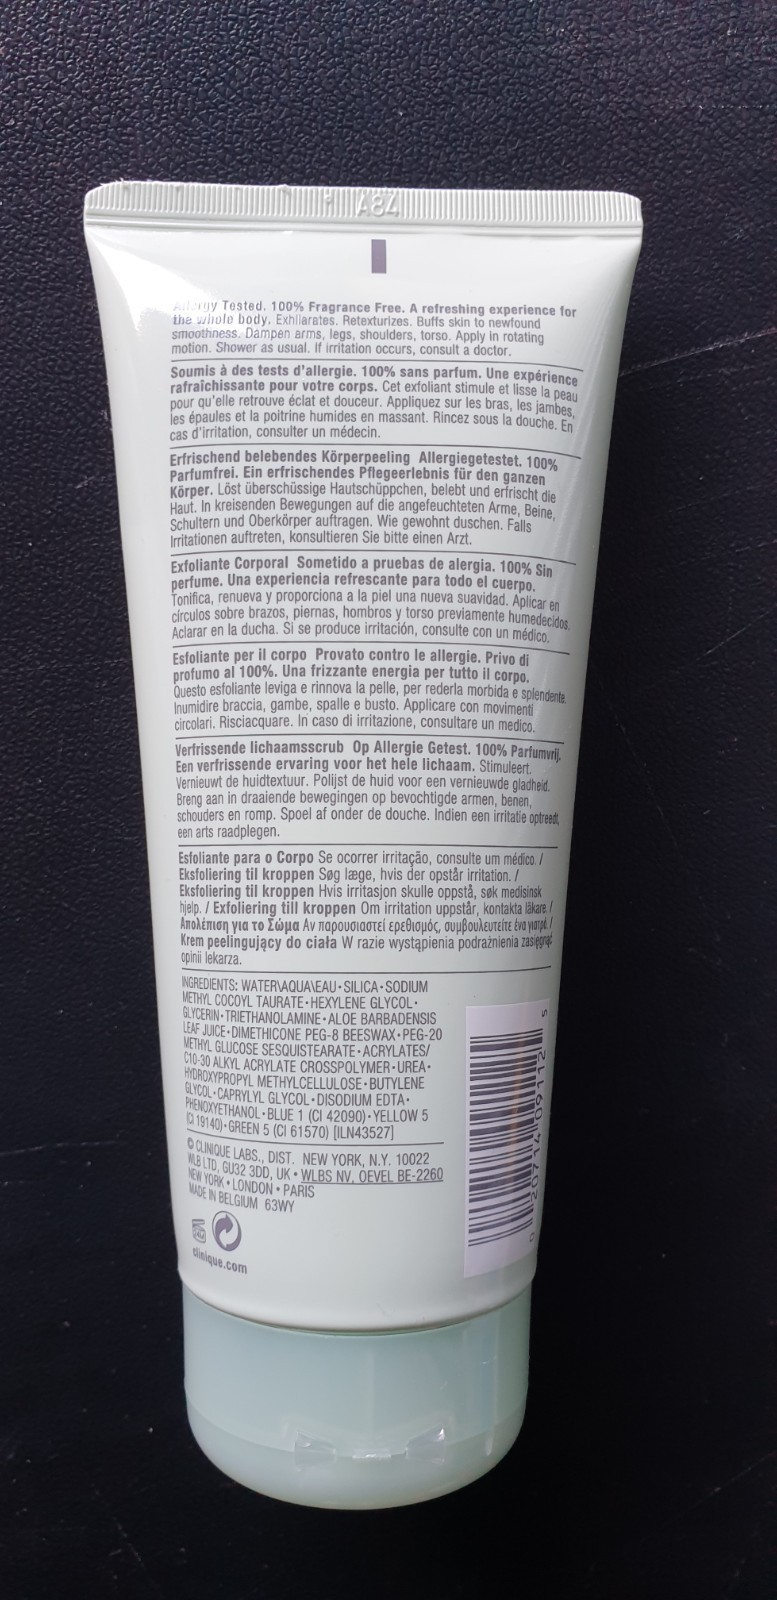 A84
Allergy Tested. 100% Fragrance Free. A refreshing experience for
the whole body. Exhilarates. Retexturizes. Buffs skin to newfound
smoothness. Dampen arms, legs, shoulders, torso. Apply in rotating
motion. Shower as usual. If irritation occurs, consult a doctor.
Soumis à des tests d'allergie. 100% sans parfum. Une expérience
rafraîchissante pour votre corps. Cet exfoliant stimule et lisse la peau
pour qu'elle retrouve éclat et douceur. Appliquez sur les bras, les jambes,
les épaules et la poitrine humides en massant. Rincez sous la douche. En
cas d'irritation, consulter un médecin.
Erfrischend belebendes Körperpeeling Allergiegetestet. 100%
Parfumfrei. Ein erfrischendes Pflegeerlebnis für den ganzen
Körper. Löst überschüssige Hautschüppchen, belebt und erfrischt die
Haut. In kreisenden Bewegungen auf die angefeuchteten Arme, Beine,
Schultern und Oberkörper auftragen. Wie gewohnt duschen. Falls
Irritationen auftreten, konsultieren Sie bitte einen Arzt.
Exfoliante Corporal Sometido a pruebas de alergia. 100% Sin
perfume. Una experiencia refrescante para todo el cuerpo.
Tonifica, renueva y proporciona a la piel una nueva suavidad. Aplicar en
círculos sobre brazos, piernas, hombros y torso previamente humedecidos.
Aclarar en la ducha. Si se produce irritación, consulte con un médico.
Esfoliante per il corpo Provato contro le allergie. Privo di
profumo al 100%. Una frizzante energia per tutto il corpo.
Questo esfoliante leviga e rinnova la pelle, per rederla morbida e splendente.
Inumidire braccia, gambe, spalle e busto. Applicare con movimenti
circolari. Risciacquare. In caso di irritazione, consultare un medico.
Verfrissende lichaamsscrub Op Allergie Getest. 100% Parfumvrij.
Een verfrissende ervaring voor het hele lichaam. Stimuleert.
Vernieuwt de huidtextuur. Polijst de huid voor een vernieuwde gladheid.
Breng aan in draaiende bewegingen op bevochtigde armen, benen,
schouders en romp. Spoel af onder de douche. Indien een irritatie optreedt,
een arts raadplegen.
Esfoliante para o Corpo Se ocorrer irritação, consulte um médico. /
Eksfoliering til kroppen Søg læge, hvis der opstår irritation. /
Eksfoliering til kroppen Hvis irritasjon skulle oppstå, søk medisinsk
hjelp. / Exfoliering till kroppen Om irritation uppstår, kontakta läkare. /
Απολέπιση για το Σώμα Αν παρουσιαστεί ερεθισμός, συμβουλευτείτε ένα γιατρό. /
Krem peelingujący do ciała W razie wystąpienia podrażnienia zasięgnąć
opinii lekarza.
INGREDIENTS: WATER\AQUA\EAU • SILICA • SODIUM
METHYL COCOYL TAURATE • HEXYLENE GLYCOL •
GLYCERIN • TRIETHANOLAMINE • ALOE BARBADENSIS
LEAF JUICE • DIMETHICONE PEG-8 BEESWAX • PEG-20
METHYL GLUCOSE SESQUISTEARATE • ACRYLATES/
C10-30 ALKYL ACRYLATE CROSSPOLYMER • UREA •
HYDROXYPROPYL METHYLCELLULOSE • BUTYLENE
GLYCOL • CAPRYLYL GLYCOL • DISODIUM EDTA •
PHENOXYETHANOL • BLUE 1 (CI 42090) • YELLOW 5
(CI 19140) • GREEN 5 (CI 61570) [ILN43527]
© CLINIQUE LABS., DIST. NEW YORK, N.Y. 10022
WLB LTD, GU32 3DD, UK • WLBS NV, OEVEL BE-2260
NEW YORK • LONDON • PARIS
MADE IN BELGIUM 63WY
24M
clinique.com
0 20714 09112 5